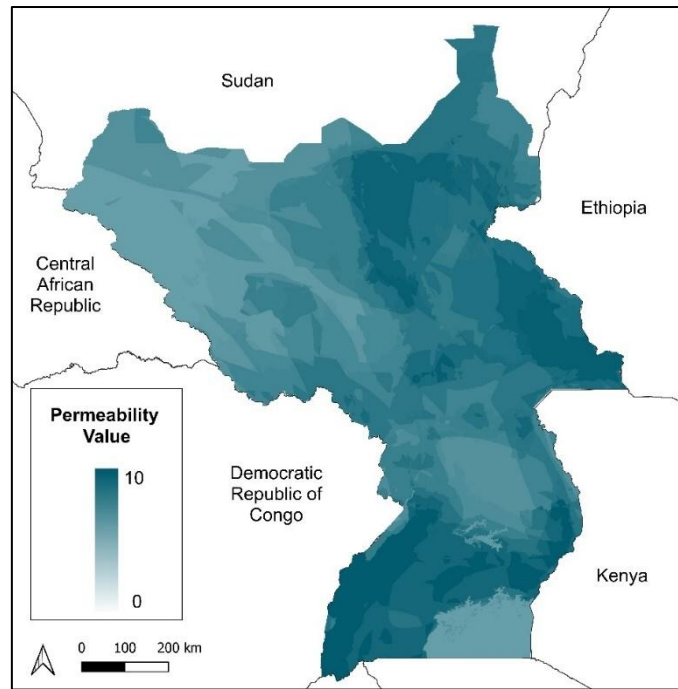 Sudan
Ethiopia
Central
African
Republic
Permeability
Value
10
0
Democratic
Republic of
Congo
Kenya
0 100 200 km